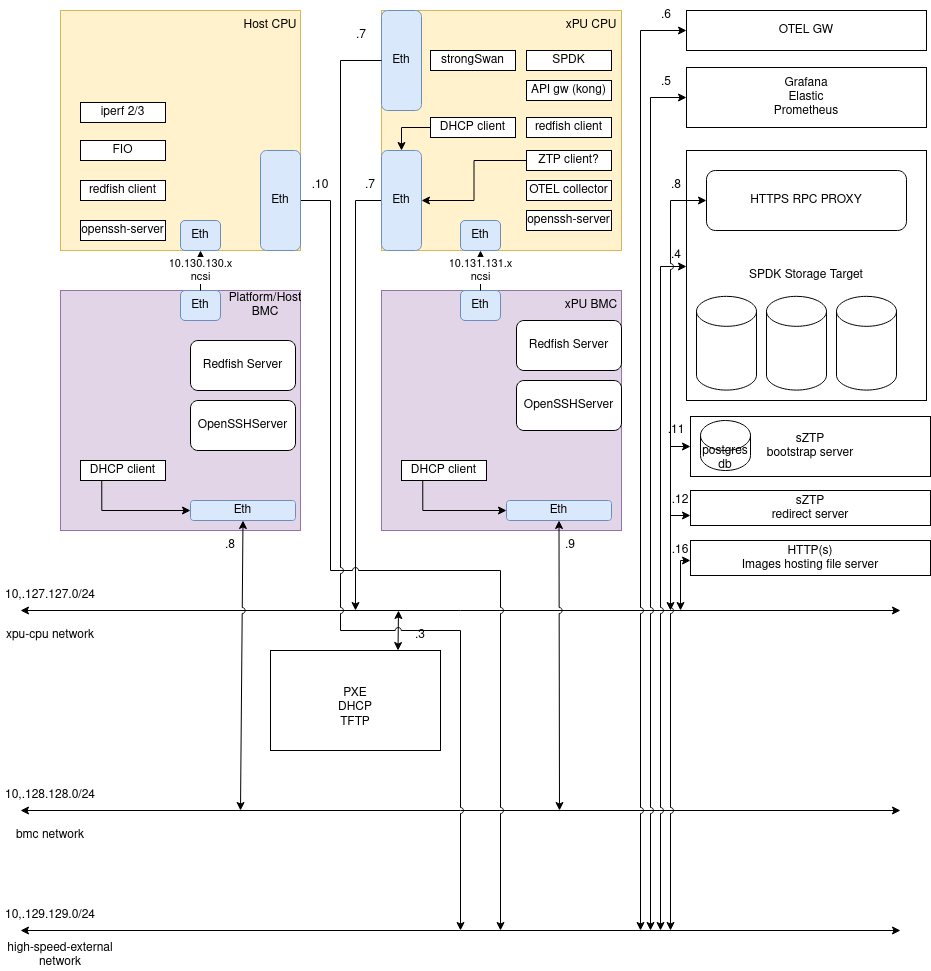 Host CPU
iperf 2/3
FIO
redfish client
openssh-server
Eth
Eth
.10
10.130.130.x
ncsi
Eth
Platform/Host
BMC
Redfish Server
OpenSSHServer
DHCP client
Eth
.8
xPU CPU
.7
Eth
strongSwan
SPDK
API gw (kong)
DHCP client
redfish client
ZTP client?
.7
Eth
OTEL collector
openssh-server
Eth
10.131.131.x
ncsi
Eth
xPU BMC
Redfish Server
OpenSSHServer
DHCP client
Eth
.9
.6
OTEL GW
.5
Grafana
Elastic
Prometheus
.8
HTTPS RPC PROXY
.4
SPDK Storage Target
.11
postgres
db
sZTP
bootstrap server
.12
sZTP
redirect server
.16
HTTP(s)
Images hosting file server
10,.127.127.0/24
xpu-cpu network
.3
PXE
DHCP
TFTP
10,.128.128.0/24
bmc network
10,.129.129.0/24
high-speed-external
network